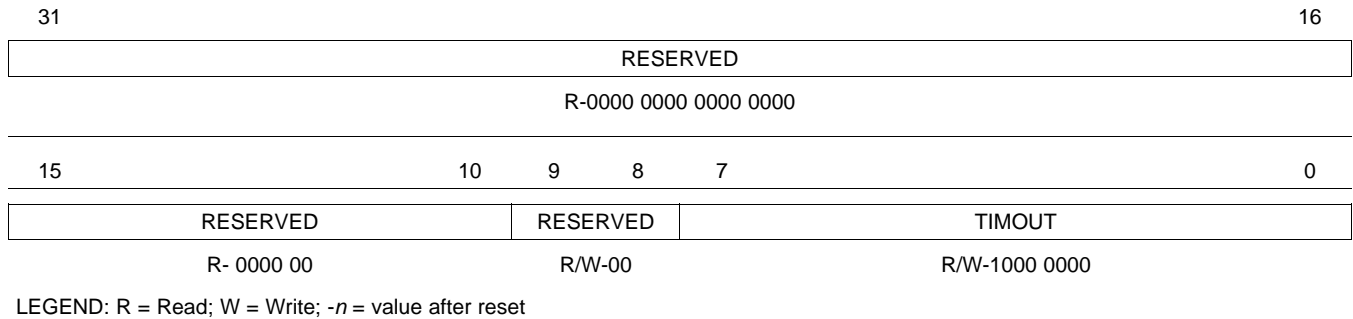 31 16
RESERVED
R-0000 0000 0000 0000
15 10 9 8 7 0
RESERVED RESERVED TIMOUT
R- 0000 00 R/W-00 R/W-1000 0000
LEGEND: R = Read; W = Write; -n = value after reset